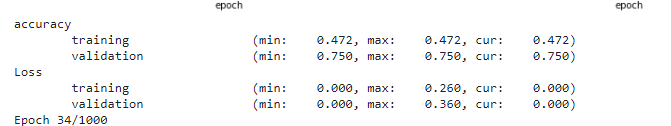 epoch epoch
accuracy
training (min: 0.472, max: 0.472, cur: 0.472)
validation (min: 0.750, max: 0.750, cur: 0.750)
Loss
training (min: 0.000, max: 0.260, cur: 0.000)
validation (min: 0.000, max: 0.360, cur: 0.000)
Epoch 34/1000